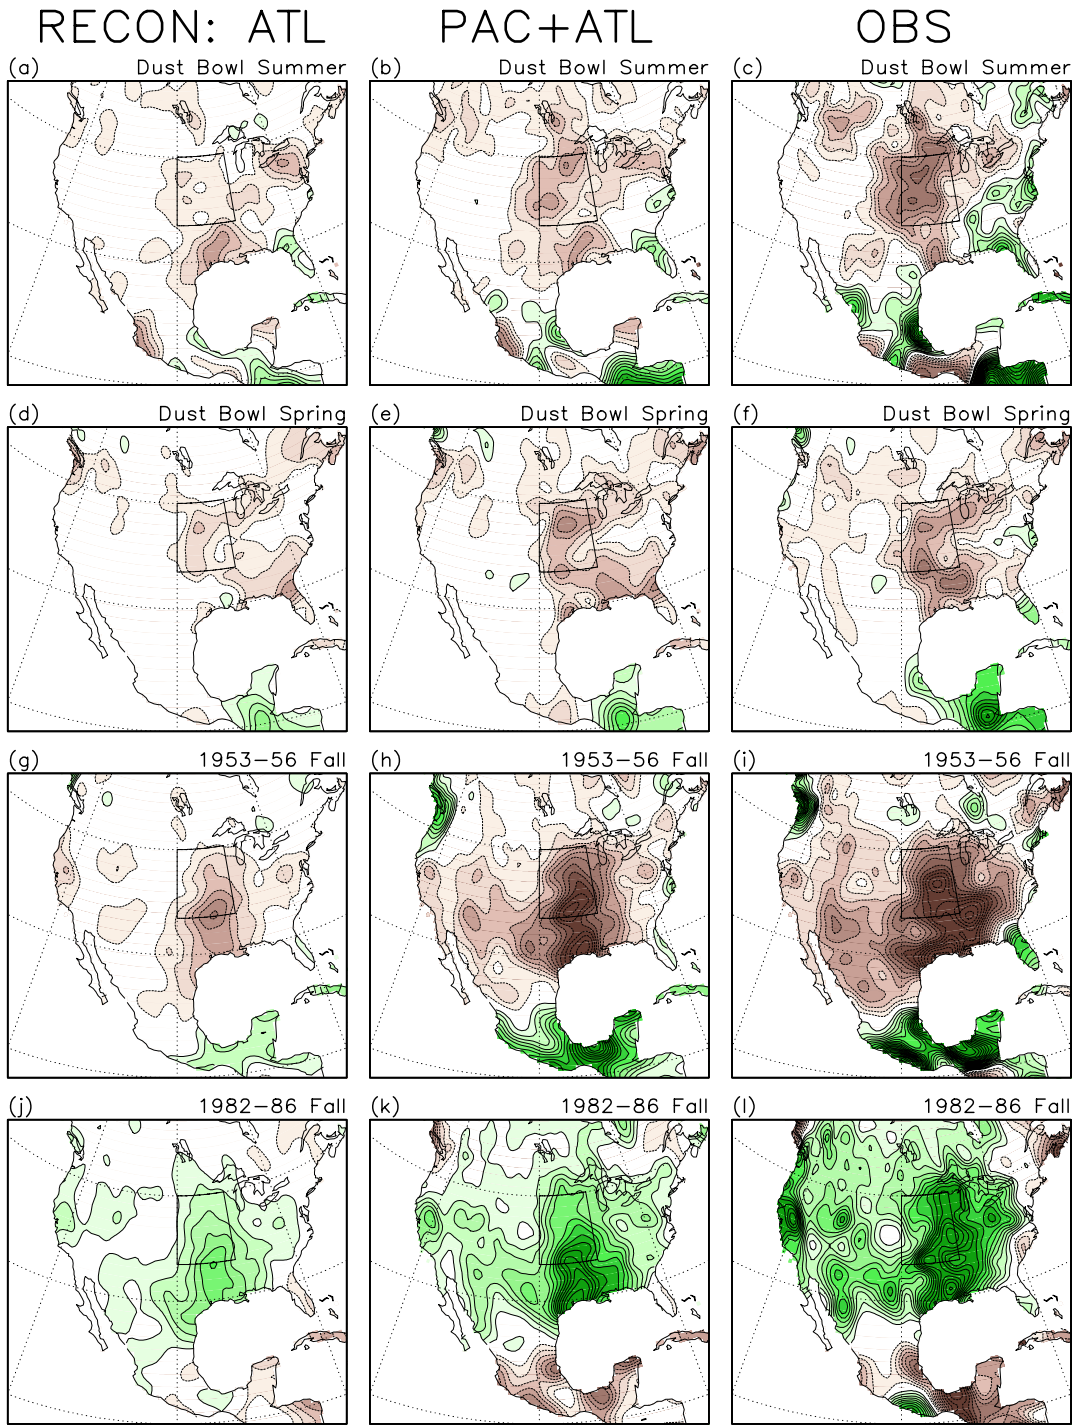 RECON: ATL PAC+ATL OBS
(a) Dust Bowl Summer (b) Dust Bowl Summer (c) Dust Bowl Summer
(d) Dust Bowl Spring (e) Dust Bowl Spring (f) Dust Bowl Spring
(g) 1953-56 Fall (h) 1953-56 Fall (i) 1953-56 Fall
(j) 1982-86 Fall (k) 1982-86 Fall (l) 1982-86 Fall